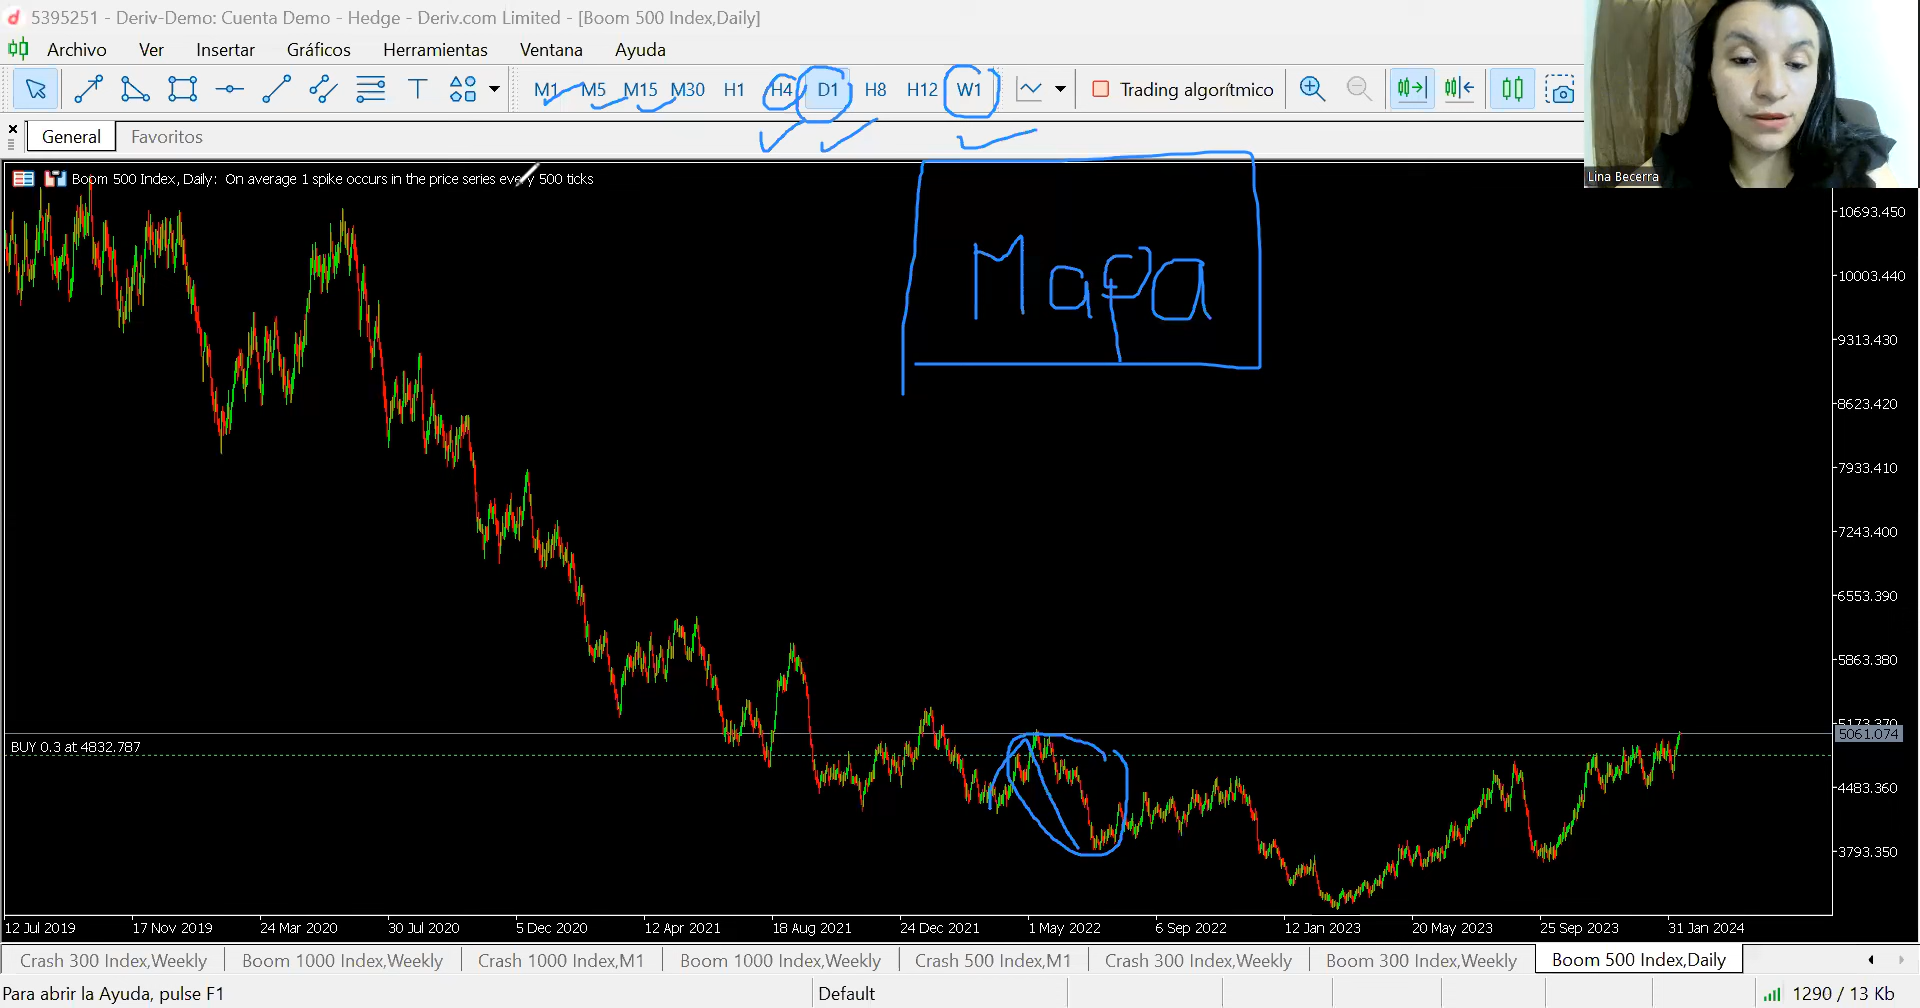 5395251 - Deriv-Demo: Cuenta Demo - Hedge - Deriv.com Limited - [Boom 500 Index,Daily]
Archivo Ver Insertar Gráficos Herramientas Ventana Ayuda
T M1 M5 M15 M30 H1 H4 D1 H8 H12 W1 Trading algorítmico
General Favoritos
Lina Becerra
Boom 500 Index, Daily: On average 1 spike occurs in the price series every 500 ticks
Mapa
10693.450
10003.440
9313.430
8623.420
7933.410
7243.400
6553.390
5863.380
5173.370
5061.074
BUY 0.3 at 4832.787
4483.360
3793.350
12 Jul 2019 17 Nov 2019 24 Mar 2020 30 Jul 2020 5 Dec 2020 12 Apr 2021 18 Aug 2021 24 Dec 2021 1 May 2022 6 Sep 2022 12 Jan 2023 20 May 2023 25 Sep 2023 31 Jan 2024
Crash 300 Index,Weekly Boom 1000 Index,Weekly Crash 1000 Index,M1 Boom 1000 Index,Weekly Crash 500 Index,M1 Crash 300 Index,Weekly Boom 300 Index,Weekly Boom 500 Index,Daily
Para abrir la Ayuda, pulse F1 Default 1290 / 13 Kb